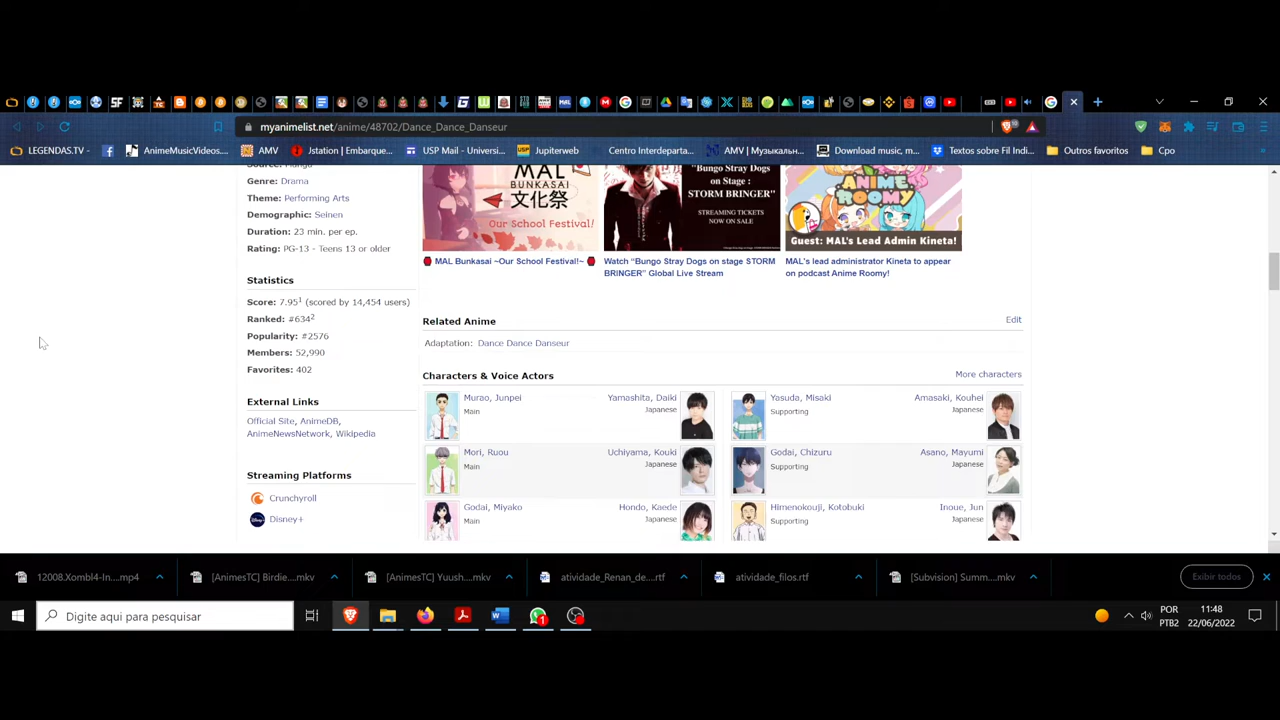 myanimelist.net/anime/48702/Dance_Dance_Danseur
LEGENDAS.TV -
AnimeMusicVideos...
AMV
Jstation | Embarque...
USP Mail - Universi...
Jupiterweb
Centro Interdeparta...
AMV | Музыкальн...
Download music, m...
Textos sobre Fil Indi...
Outros favoritos
Cpo
Genre: Drama
Theme: Performing Arts
Demographic: Seinen
Duration: 23 min. per ep.
Rating: PG-13 - Teens 13 or older
Statistics
Score: 7.951 (scored by 14,454 users)
Ranked: #6342
Popularity: #2576
Members: 52,990
Favorites: 402
External Links
Official Site, AnimeDB,
AnimeNewsNetwork, Wikipedia
Streaming Platforms
Crunchyroll
Disney+
MAL
BUNKASAI
文化祭
Our School Festival!
MAL Bunkasai ~Our School Festival!~
"Bungo Stray Dogs
on Stage :
STORM BRINGER"
STREAMING TICKETS
NOW ON SALE
Watch “Bungo Stray Dogs on stage STORM
BRINGER” Global Live Stream
ANIME
ROOMY
Guest: MAL's Lead Admin Kineta!
MAL's lead administrator Kineta to appear
on podcast Anime Roomy!
Related Anime
Edit
Adaptation: Dance Dance Danseur
Characters & Voice Actors
More characters
Murao, Junpei
Main
Yamashita, Daiki
Japanese
Yasuda, Misaki
Supporting
Amasaki, Kouhei
Japanese
Mori, Ruou
Main
Uchiyama, Kouki
Japanese
Godai, Chizuru
Supporting
Asano, Mayumi
Japanese
Godai, Miyako
Main
Hondo, Kaede
Japanese
Himenokouji, Kotobuki
Supporting
Inoue, Jun
Japanese
12008.Xombl4-In....mp4
[AnimesTC] Birdie....mkv
[AnimesTC] Yuush....mkv
atividade_Renan_de....rtf
atividade_filos.rtf
[Subvision] Summ....mkv
Exibir todos
Digite aqui para pesquisar
POR
PTB2
11:48
22/06/2022